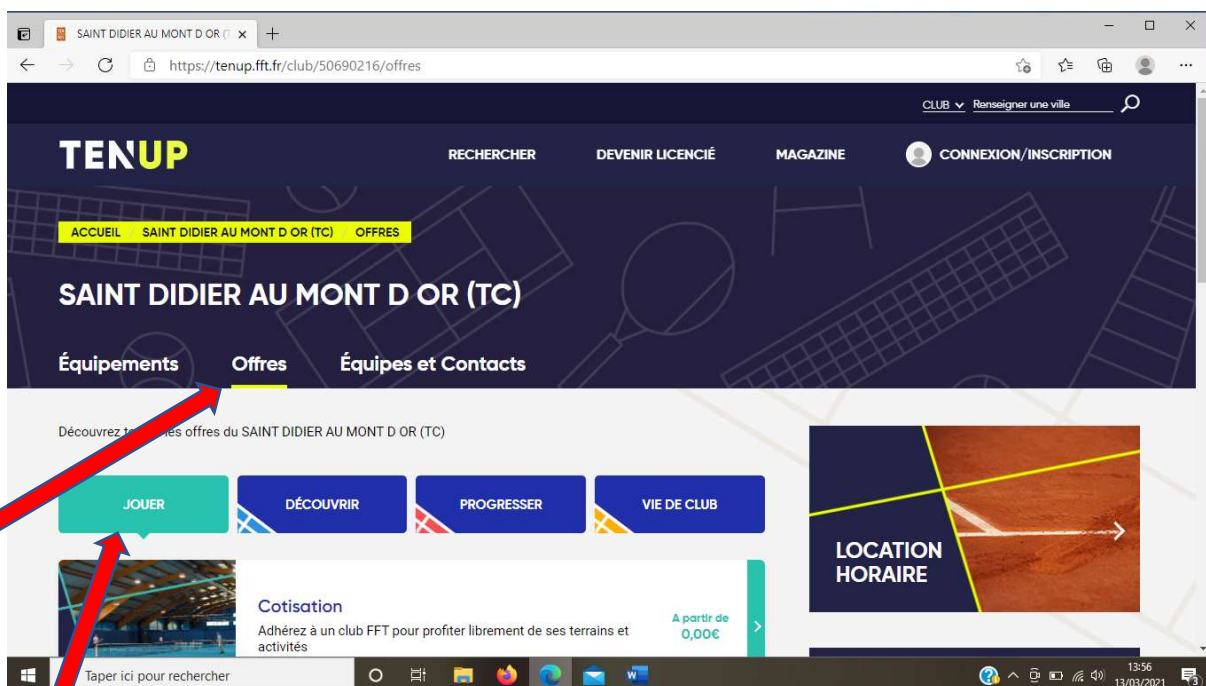 SAINT DIDIER AU MONT D OR (T
https://tenup.fft.fr/club/50690216/offres
CLUB Renseigner une ville
TENUP RECHERCHER DEVENIR LICENCIÉ MAGAZINE CONNEXION/INSCRIPTION
ACCUEIL / SAINT DIDIER AU MONT D OR (TC) / OFFRES
SAINT DIDIER AU MONT D OR (TC)
Équipements Offres Équipes et Contacts
Découvrez les offres du SAINT DIDIER AU MONT D OR (TC)
JOUER DÉCOUVRIR PROGRESSER VIE DE CLUB
LOCATION
HORAIRE
Cotisation
Adhérez à un club FFT pour profiter librement de ses terrains et
activités
A partir de
0,00€
Taper ici pour rechercher
13:56
13/03/2021
3